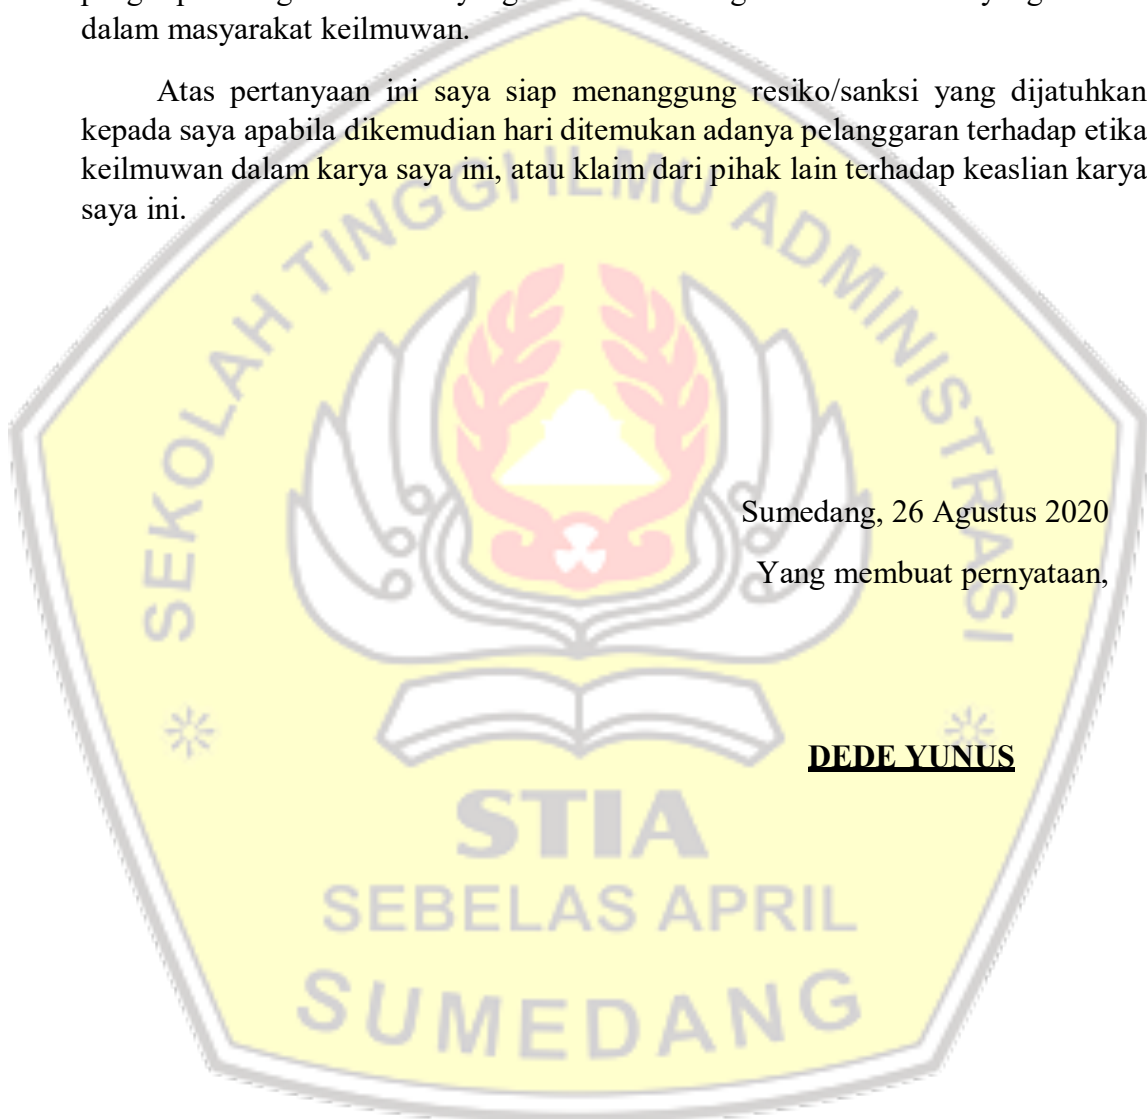 dalam masyarakat keilmuwan.
Atas pertanyaan ini saya siap menanggung resiko/sanksi yang dijatuhkan
kepada saya apabila dikemudian hari ditemukan adanya pelanggaran terhadap etika
keilmuwan dalam karya saya ini, atau klaim dari pihak lain terhadap keaslian karya
saya ini.
SEKOLAH TINGGI ILMU ADMINISTRASI
Sumedang, 26 Agustus 2020
Yang membuat pernyataan,
DEDE YUNUS
STIA
SEBELAS APRIL
SUMEDANG